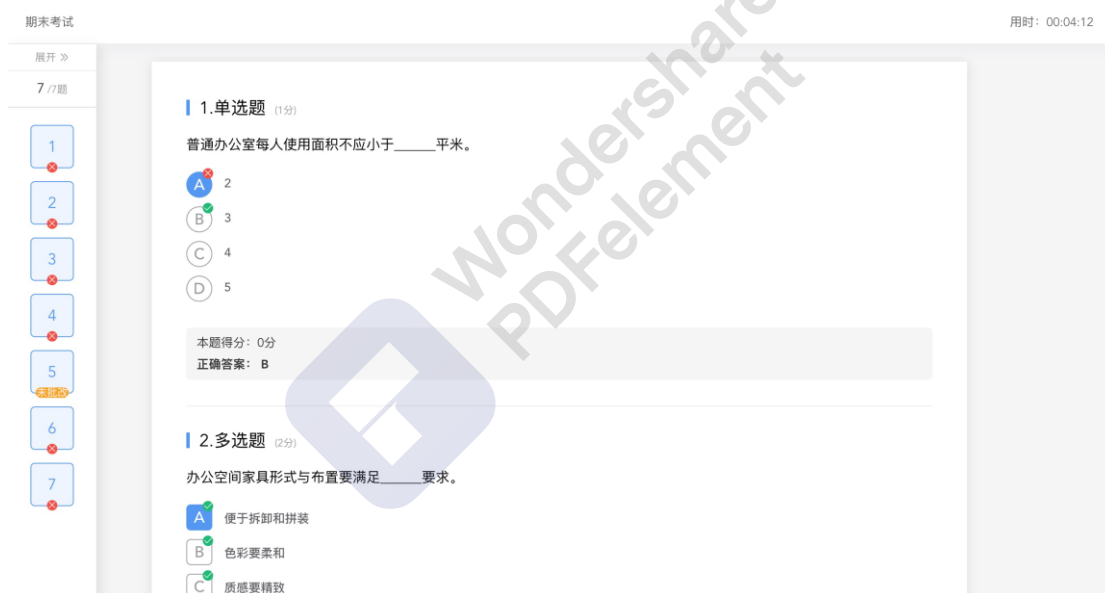 期末考试
用时：00:04:12
展开
7 /7题
1
2
3
4
5
未批改
6
7
1.单选题 (1分)
普通办公室每人使用面积不应小于______平米。
A 2
B 3
C 4
D 5
本题得分：0分
正确答案： B
2.多选题 (2分)
办公空间家具形式与布置要满足______要求。
A 便于拆卸和拼装
B 色彩要柔和
C 质感要精致
Wondershare
PDFelement